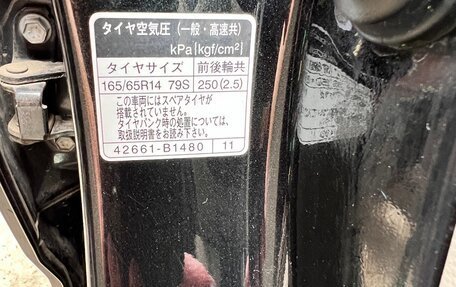 タイヤ空気圧（一般・高速共）
kPa{kgf/cm²}
タイヤサイズ 前後輪共
165/65R14 79S 250{2.5}
この車両にはスペアタイヤが
搭載されていません。
タイヤパンク時の処置については、
取扱説明書をお読みください。
42661-B1480 11